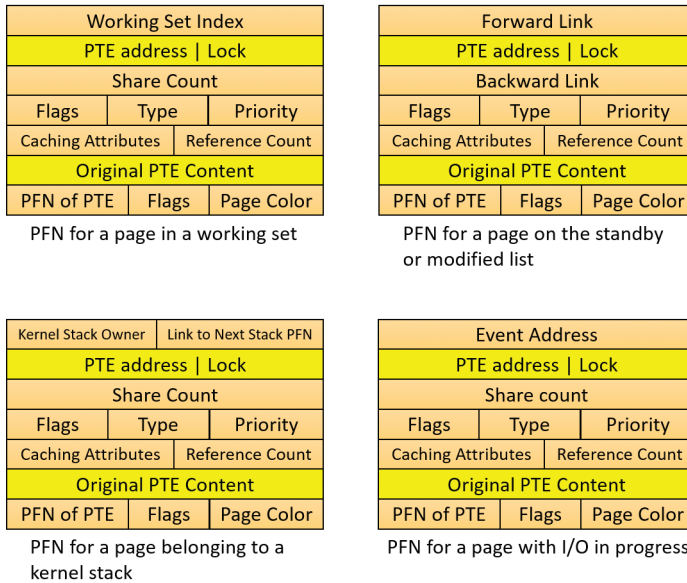 Working Set Index
PTE address | Lock
Share Count
Flags Type Priority
Caching Attributes Reference Count
Original PTE Content
PFN of PTE Flags Page Color
PFN for a page in a working set
Forward Link
PTE address | Lock
Backward Link
Flags Type Priority
Caching Attributes Reference Count
Original PTE Content
PFN of PTE Flags Page Color
PFN for a page on the standby
or modified list
Kernel Stack Owner Link to Next Stack PFN
PTE address | Lock
Share Count
Flags Type Priority
Caching Attributes Reference Count
Original PTE Content
PFN of PTE Flags Page Color
PFN for a page belonging to a
kernel stack
Event Address
PTE address | Lock
Share count
Flags Type Priority
Caching Attributes Reference Count
Original PTE Content
PFN of PTE Flags Page Color
PFN for a page with I/O in progress